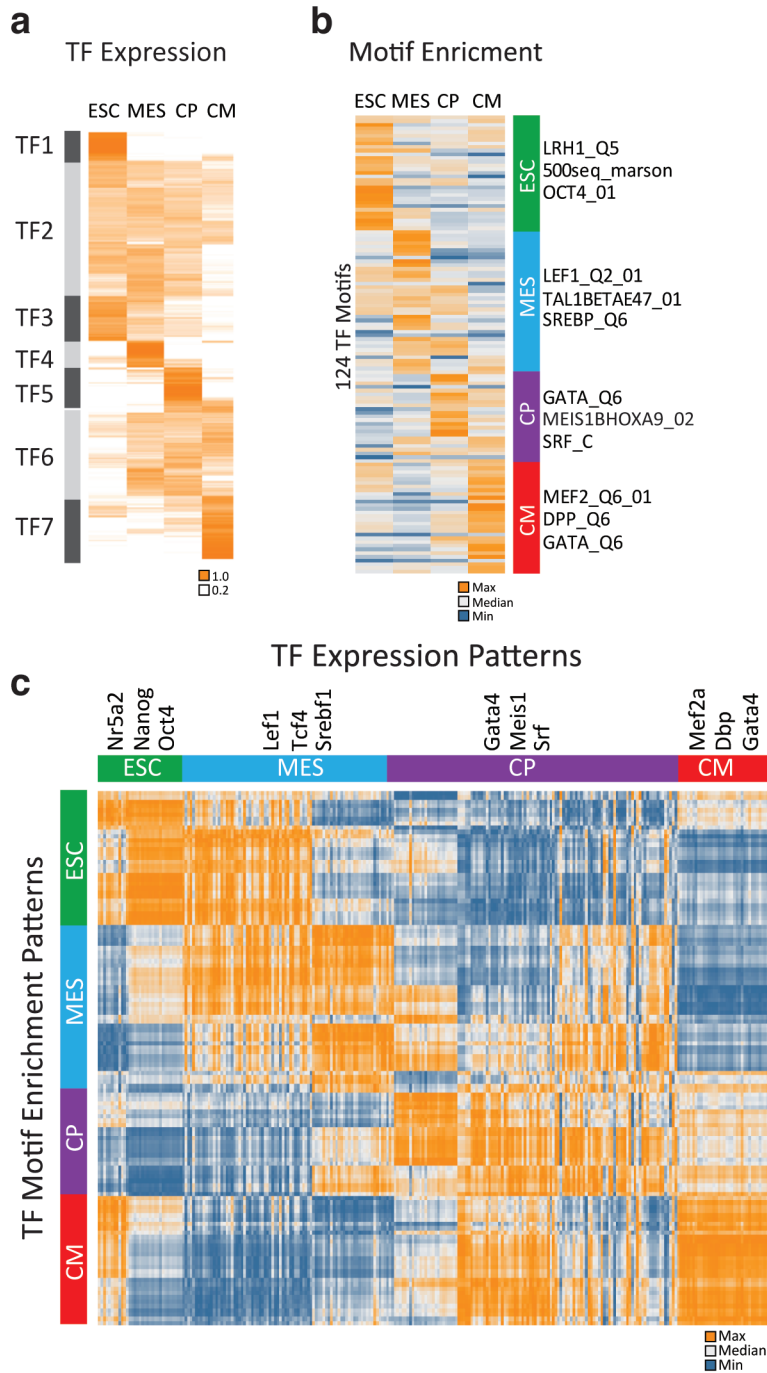 a
TF Expression
ESC MES CP CM
TF1
TF2
TF3
TF4
TF5
TF6
TF7
1.0
0.2
b
Motif Enricment
ESC MES CP CM
124 TF Motifs
ESC
LRH1_Q5
500seq_marson
OCT4_01
MES
LEF1_Q2_01
TAL1BETAE47_01
SREBP_Q6
CP
GATA_Q6
MEIS1BHOXA9_02
SRF_C
CM
MEF2_Q6_01
DPP_Q6
GATA_Q6
Max
Median
Min
c
TF Expression Patterns
Nr5a2
Nanog
Oct4
Lef1
Tcf4
Srebf1
Gata4
Meis1
Srf
Mef2a
Dbp
Gata4
ESC MES CP CM
TF Motif Enrichment Patterns
ESC
MES
CP
CM
Max
Median
Min